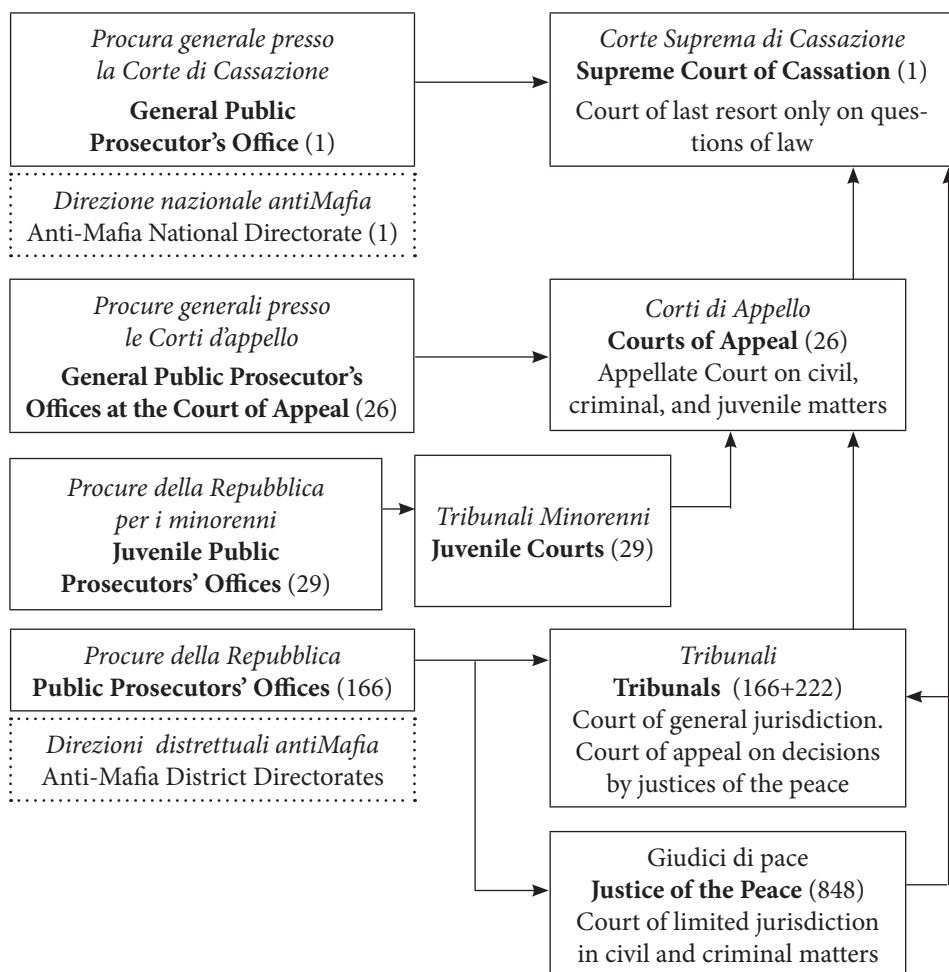 Procura generale presso
la Corte di Cassazione
General Public
Prosecutor's Office (1)
Corte Suprema di Cassazione
Supreme Court of Cassation (1)
Court of last resort only on ques-
tions of law
Direzione nazionale antiMafia
Anti-Mafia National Directorate (1)
Procure generali presso
le Corti d'appello
General Public Prosecutor's
Offices at the Court of Appeal (26)
Corti di Appello
Courts of Appeal (26)
Appellate Court on civil,
criminal, and juvenile matters
Procure della Repubblica
per i minorenni
Juvenile Public
Prosecutors' Offices (29)
Tribunali Minorenni
Juvenile Courts (29)
Procure della Repubblica
Public Prosecutors' Offices (166)
Tribunali
Tribunals (166+222)
Court of general jurisdiction.
Court of appeal on decisions
by justices of the peace
Direzioni distrettuali antiMafia
Anti-Mafia District Directorates
Giudici di pace
Justice of the Peace (848)
Court of limited jurisdiction
in civil and criminal matters